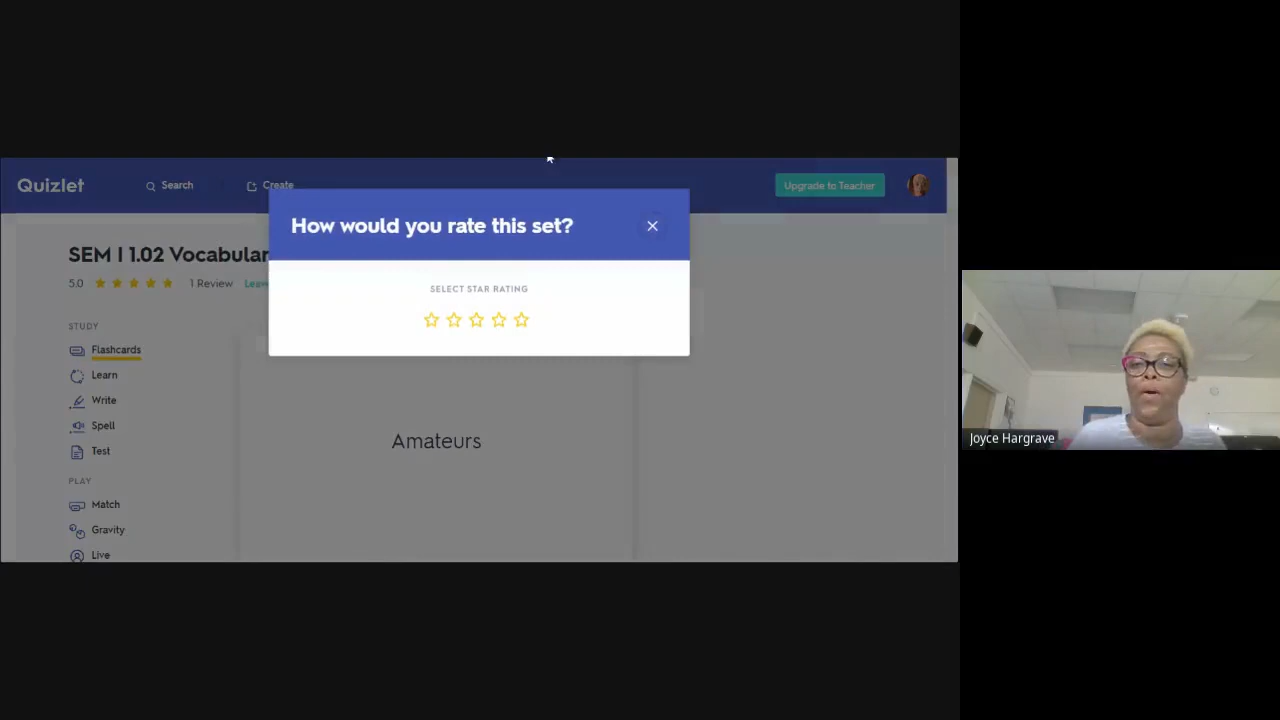 Quizlet
Search
Create
Upgrade to Teacher
How would you rate this set?
SEM I 1.02 Vocabular
5.0
1 Review
Leav
SELECT STAR RATING
STUDY
Flashcards
Learn
Write
Spell
Test
Amateurs
PLAY
Match
Gravity
Live
Joyce Hargrave